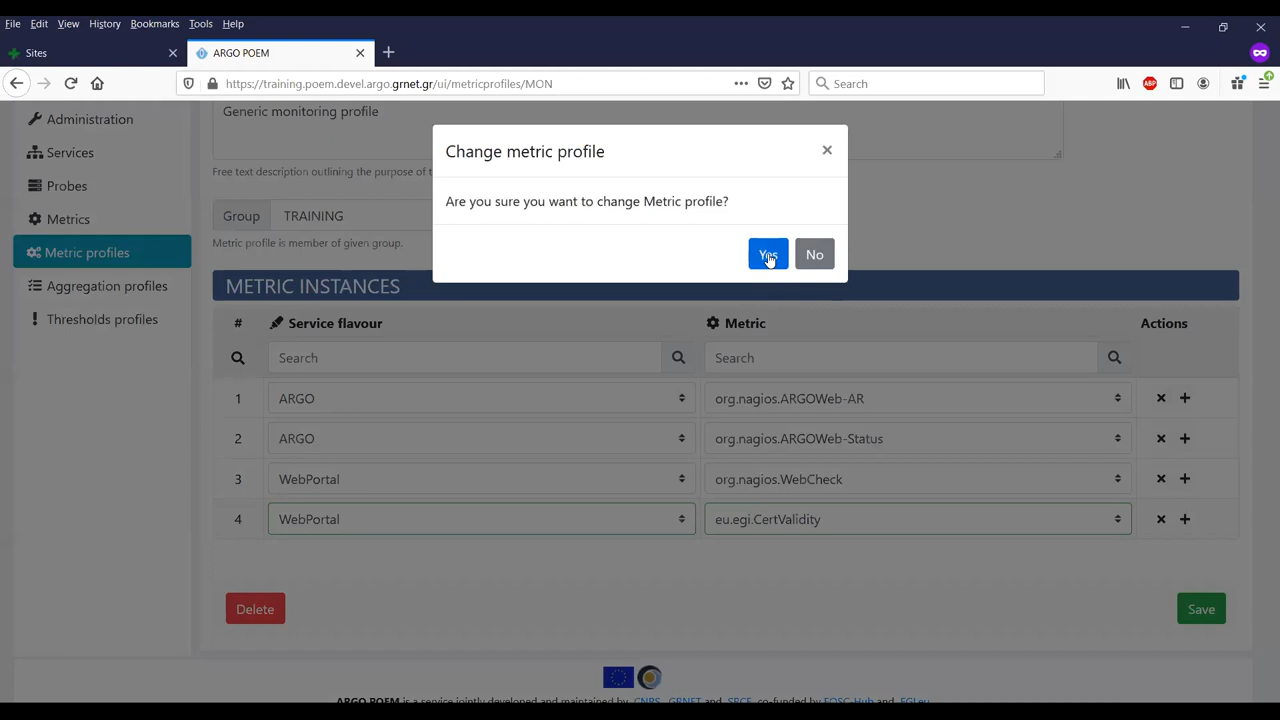 File Edit View History Bookmarks Tools Help
Sites
ARGO POEM
https://training.poem.devel.argo.grnet.gr/ui/metricprofiles/MON
Search
ABP
Administration
Services
Probes
Metrics
Metric profiles
Aggregation profiles
Thresholds profiles
Generic monitoring profile
Free text description outlining the purpose of t
Group TRAINING
Metric profile is member of given group.
Change metric profile
Are you sure you want to change Metric profile?
Yes No
METRIC INSTANCES
# Service flavour Metric Actions
Search Search
1 ARGO org.nagios.ARGOWeb-AR
2 ARGO org.nagios.ARGOWeb-Status
3 WebPortal org.nagios.WebCheck
4 WebPortal eu.egi.CertValidity
Delete Save
ARGO POEM is a service jointly developed and maintained by CNRS, GRNET and SRCE, co-funded by EOSC-Hub and EGI.eu